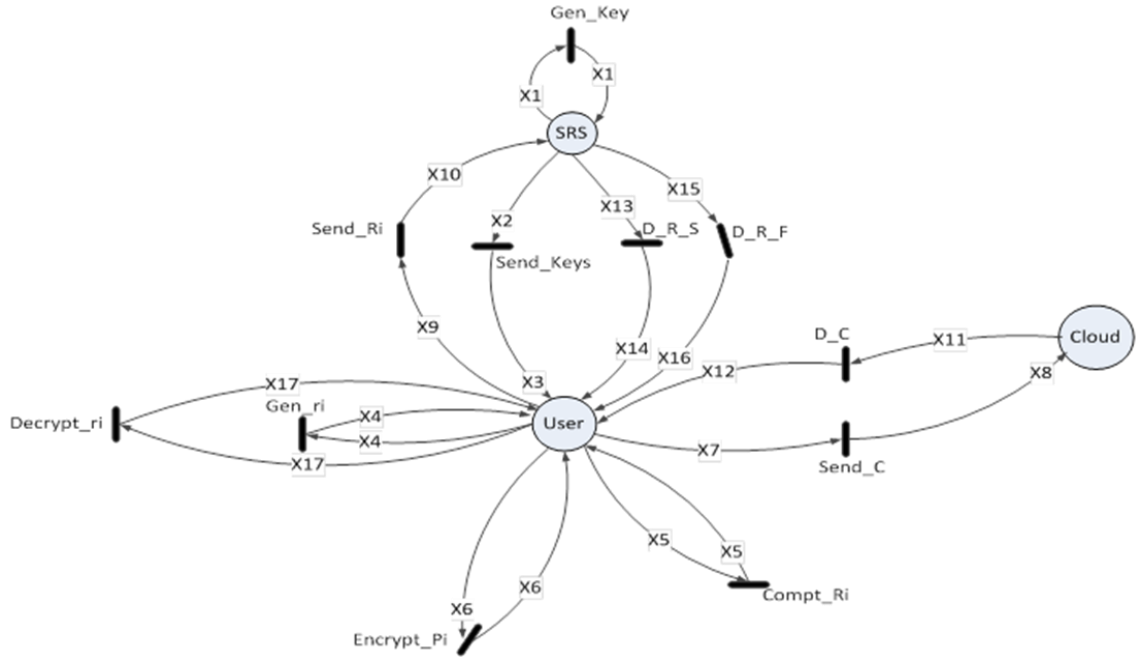 Gen_Key
X1
X1
SRS
X10
X15
X2
X13
Send_Ri
D_R_S
D_R_F
Send_Keys
X9
D_C
X11
Cloud
X14
X16
X12
X8
X17
X3
Gen_ri
X4
Decrypt_ri
User
X4
X7
X17
Send_C
X5
X5
X6
Compt_Ri
X6
Encrypt_Pi